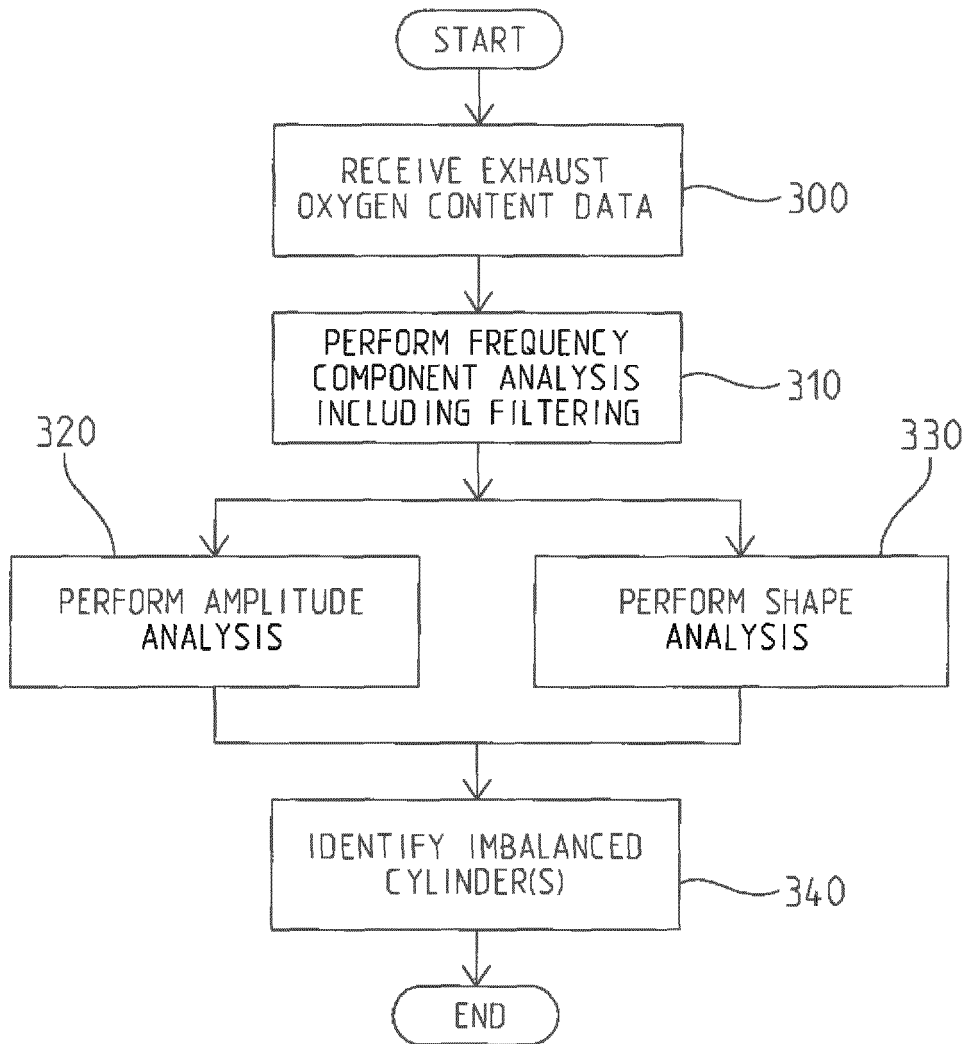 START
RECEIVE EXHAUST
OXYGEN CONTENT DATA
300
PERFORM FREQUENCY
COMPONENT ANALYSIS
INCLUDING FILTERING
310
320
330
PERFORM AMPLITUDE
ANALYSIS
PERFORM SHAPE
ANALYSIS
IDENTIFY IMBALANCED
CYLINDER(S)
340
END